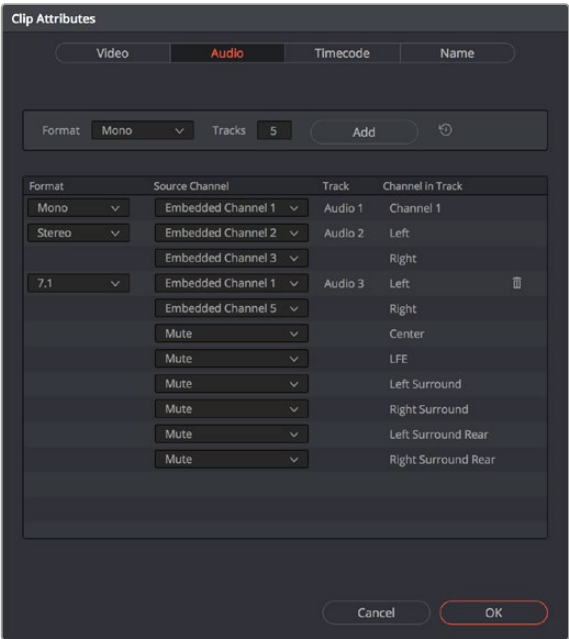 Clip Attributes
Video Audio Timecode Name
Format Mono Tracks 5 Add
Format Source Channel Track Channel in Track
Mono Embedded Channel 1 Audio 1 Channel 1
Stereo Embedded Channel 2 Audio 2 Left
Embedded Channel 3 Right
7.1 Embedded Channel 1 Audio 3 Left
Embedded Channel 5 Right
Mute Center
Mute LFE
Mute Left Surround
Mute Right Surround
Mute Left Surround Rear
Mute Right Surround Rear
Cancel OK